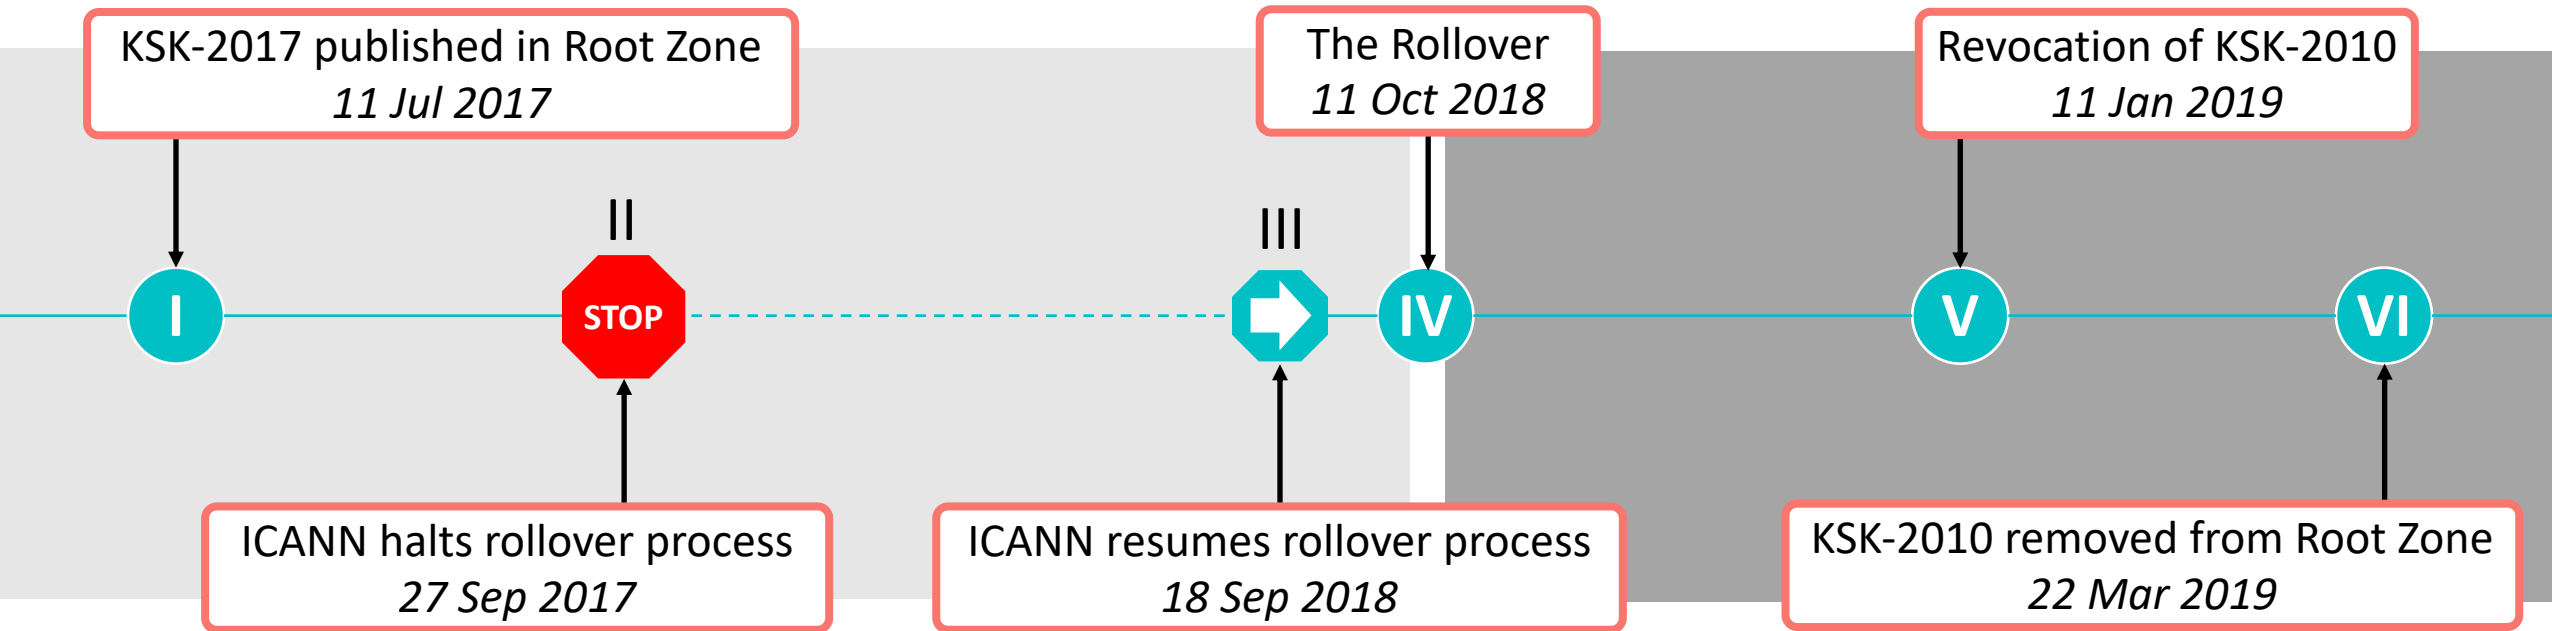 KSK-2017 published in Root Zone
11 Jul 2017
The Rollover
11 Oct 2018
Revocation of KSK-2010
11 Jan 2019
II
III
I
STOP
IV
V
VI
ICANN halts rollover process
27 Sep 2017
ICANN resumes rollover process
18 Sep 2018
KSK-2010 removed from Root Zone
22 Mar 2019